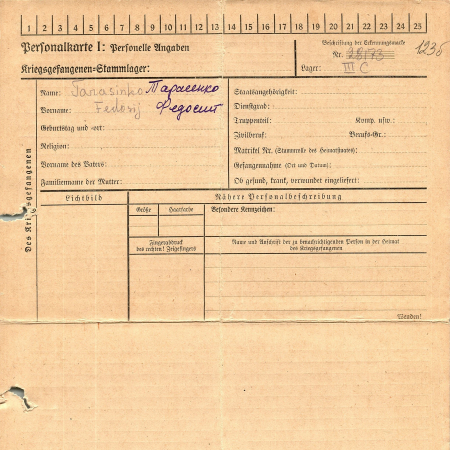 1 2 3 4 5 6 7 8 9 10 11 12 13 14 15 16 17 18 19 20 21 22 23 24 25
Personalkarte I: Personelle Angaben
Kriegsgefangenen=Stammlager:
Beschriftung der Erkennungsmarke
Nr. 
Lager: III C
1236
Des Kriegsgefangenen
Name: Tarasinko Тарасенко
Vorname: Fedosij Федосит
Geburtstag und =ort:
Religion:
Vorname des Vaters:
Familienname der Mutter:
Staatsangehörigkeit:
Dienstgrad:
Truppenteil: Komp. usw.:
Zivilberuf: Berufs-Gr.:
Matrikel Nr. (Stammrolle des Heimatstaates):
Gefangennahme (Ort und Datum):
Ob gesund, krank, verwundet eingeliefert:
Lichtbild
Nähere Personalbeschreibung
Größe Haarfarbe
Besondere Kennzeichen:
Fingerabdruck
des rechten! Zeigefingers
Name und Anschrift der zu benachrichtigenden Person in der Heimat
des Kriegsgefangenen
Wenden!